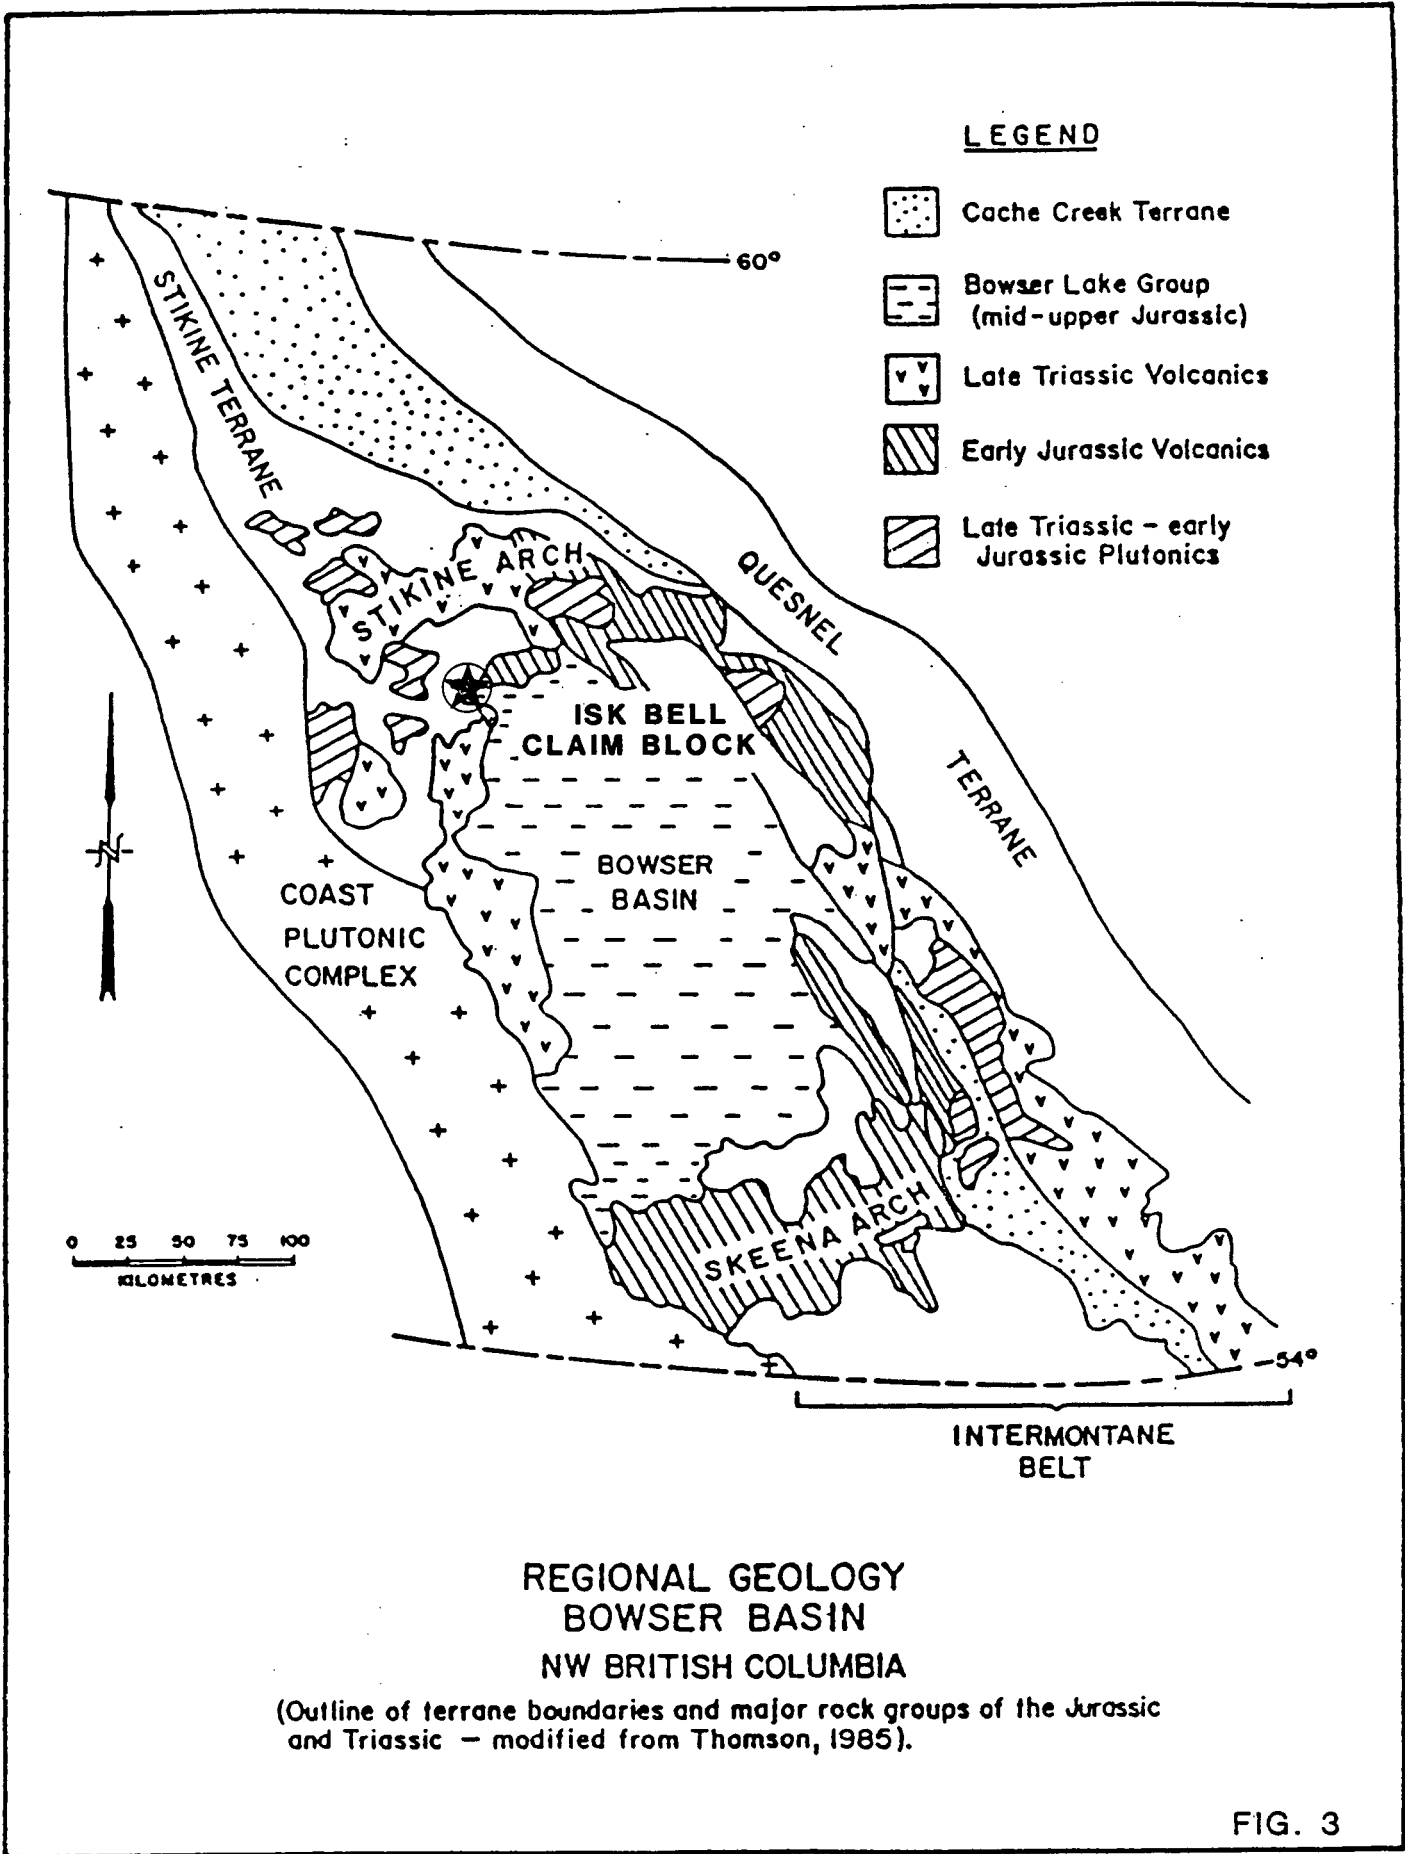 LEGEND
Cache Creek Terrane
Bowser Lake Group
(mid-upper Jurassic)
Late Triassic Volcanics
Early Jurassic Volcanics
Late Triassic - early
Jurassic Plutonics
60°
STIKINE TERRANE
STIKINE ARCH
QUESNEL
TERRANE
ISK BELL
CLAIM BLOCK
BOWSER
BASIN
COAST
PLUTONIC
COMPLEX
N
SKEENA ARCH
0 25 50 75 100
KILOMETRES
54°
INTERMONTANE
BELT
REGIONAL GEOLOGY
BOWSER BASIN
NW BRITISH COLUMBIA
(Outline of terrane boundaries and major rock groups of the Jurassic
and Triassic - modified from Thomson, 1985).
FIG. 3